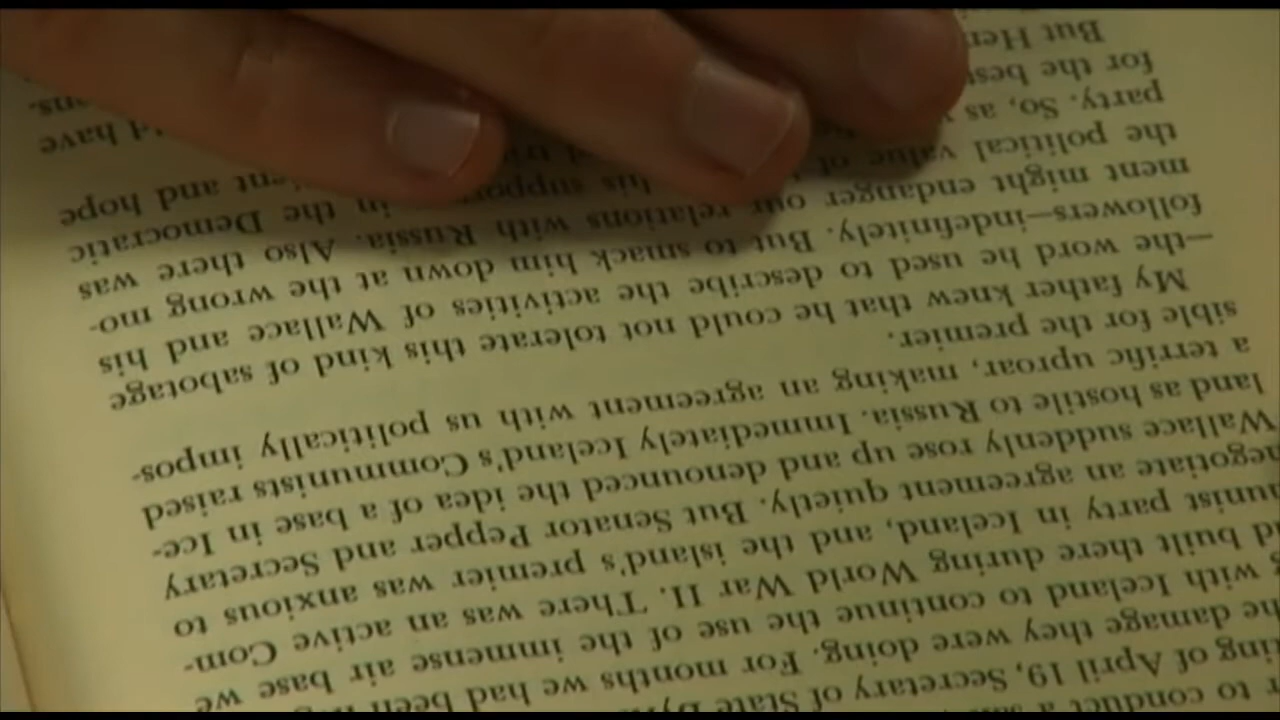 to conduct a
of April 19, Secretary of State
damage they were doing. For months we had been
with Iceland to continue the use of the immense air base we
built there during World War II. There was an active Com-
munist party in Iceland, and the island's premier was anxious to
negotiate an agreement quietly. But Senator Pepper and Secretary
Wallace suddenly rose up and denounced the idea of a base in Ice-
land as hostile to Russia. Immediately Iceland's Communists raised
a terrific uproar, making an agreement with us politically impos-
sible for the premier.
My father knew that he could not tolerate this kind of sabotage
—the word he used to describe the activities of Wallace and his
followers—indefinitely. But to smack him down at the wrong mo-
ment might endanger our relations with Russia. Also there was
the political value of his support in the Democratic
party. So, as and hope
for the best have
But